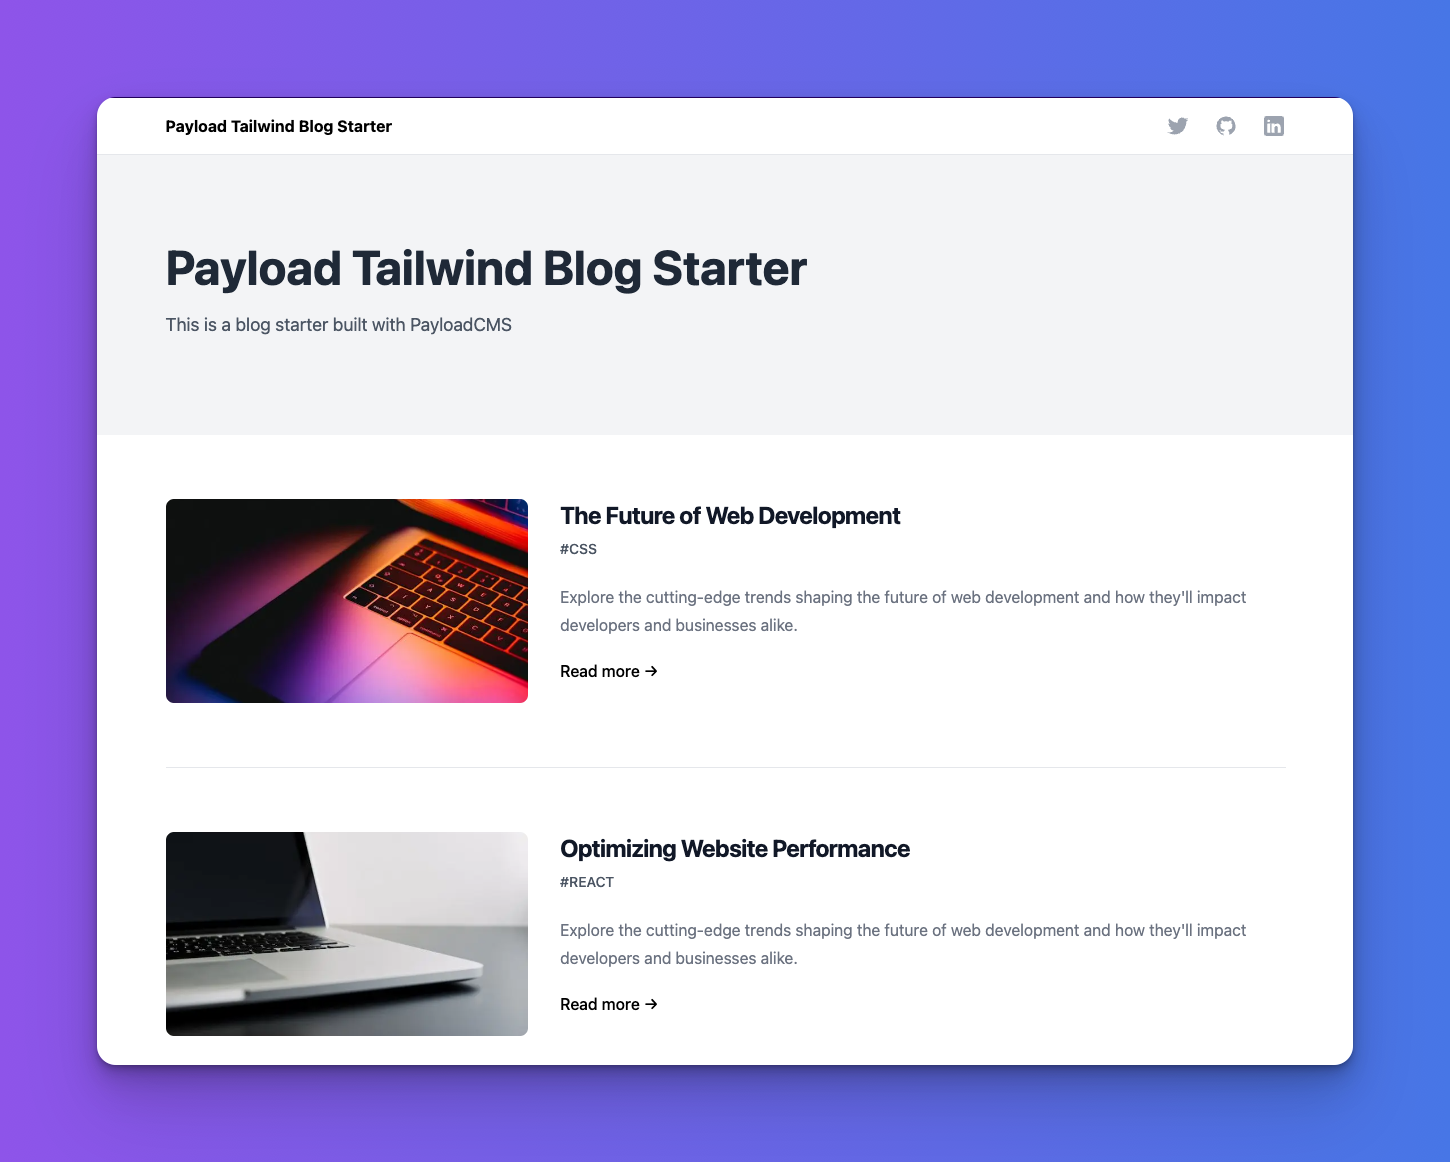 Payload Tailwind Blog Starter
Payload Tailwind Blog Starter
This is a blog starter built with PayloadCMS
The Future of Web Development
#CSS
Explore the cutting-edge trends shaping the future of web development and how they'll impact
developers and businesses alike.
Read more →
Optimizing Website Performance
#REACT
Explore the cutting-edge trends shaping the future of web development and how they'll impact
developers and businesses alike.
Read more →